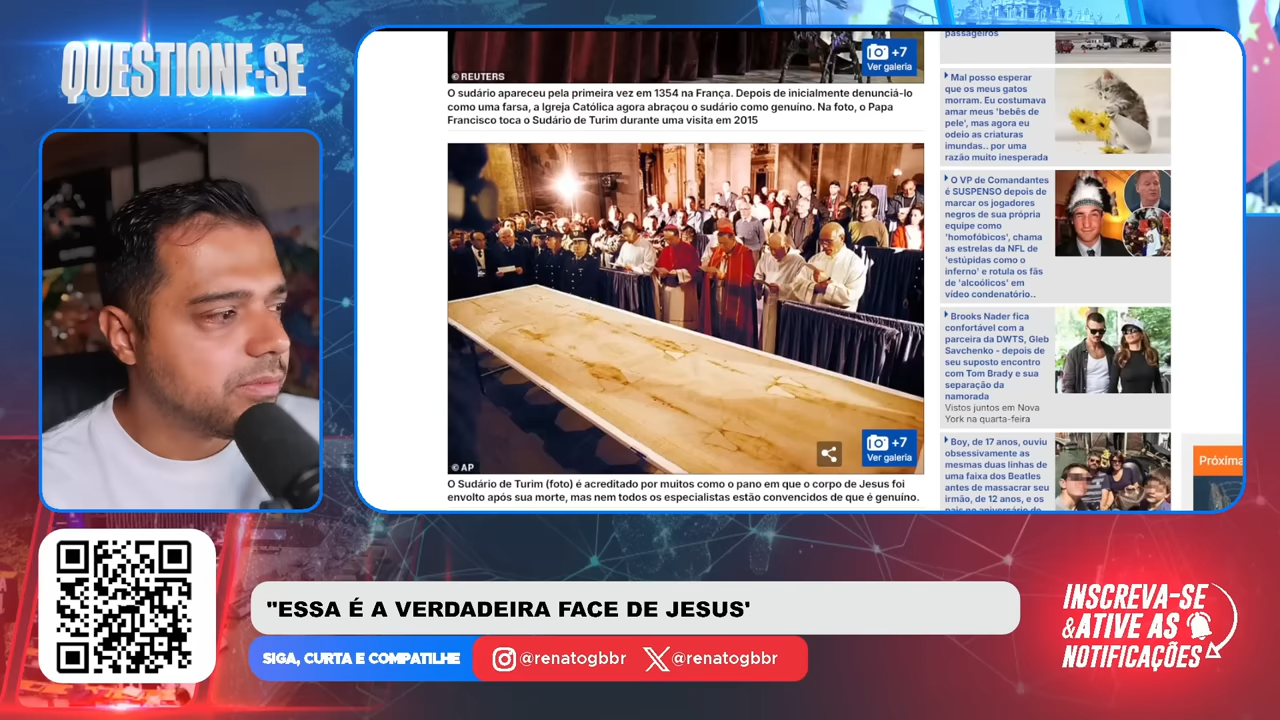 QUESTIONE-SE
+7
Ver galeria
© REUTERS
O sudário apareceu pela primeira vez em 1354 na França. Depois de inicialmente denunciá-lo
como uma farsa, a Igreja Católica agora abraçou o sudário como genuíno. Na foto, o Papa
Francisco toca o Sudário de Turim durante uma visita em 2015
+7
Ver galeria
© AP
O Sudário de Turim (foto) é acreditado por muitos como o pano em que o corpo de Jesus foi
envolto após sua morte, mas nem todos os especialistas estão convencidos de que é genuíno.
passageiros
Mal posso esperar
que os meus gatos
morram. Eu costumava
amar meus 'bebês de
pele', mas agora eu
odeio as criaturas
imundas.. por uma
razão muito inesperada
O VP de Comandantes
é SUSPENSO depois de
marcar os jogadores
negros de sua própria
equipe como
'homofóbicos', chama
as estrelas da NFL de
'estúpidas como o
inferno' e rotula os fãs
de 'alcoólicos' em
vídeo condenatório..
Brooks Nader fica
confortável com a
parceira da DWTS, Gleb
Savchenko - depois de
seu suposto encontro
com Tom Brady e sua
separação da
namorada
Vistos juntos em Nova
York na quarta-feira
Boy, de 17 anos, ouviu
obsessivamente as
mesmas duas linhas de
uma faixa dos Beatles
antes de massacrar seu
irmão, de 12 anos, e os
pais no aniversário de
Próxima
"ESSA É A VERDADEIRA FACE DE JESUS'
SIGA, CURTA E COMPATILHE
@renatogbbr
@renatogbbr
INSCREVA-SE
&ATIVE AS
NOTIFICAÇÕES